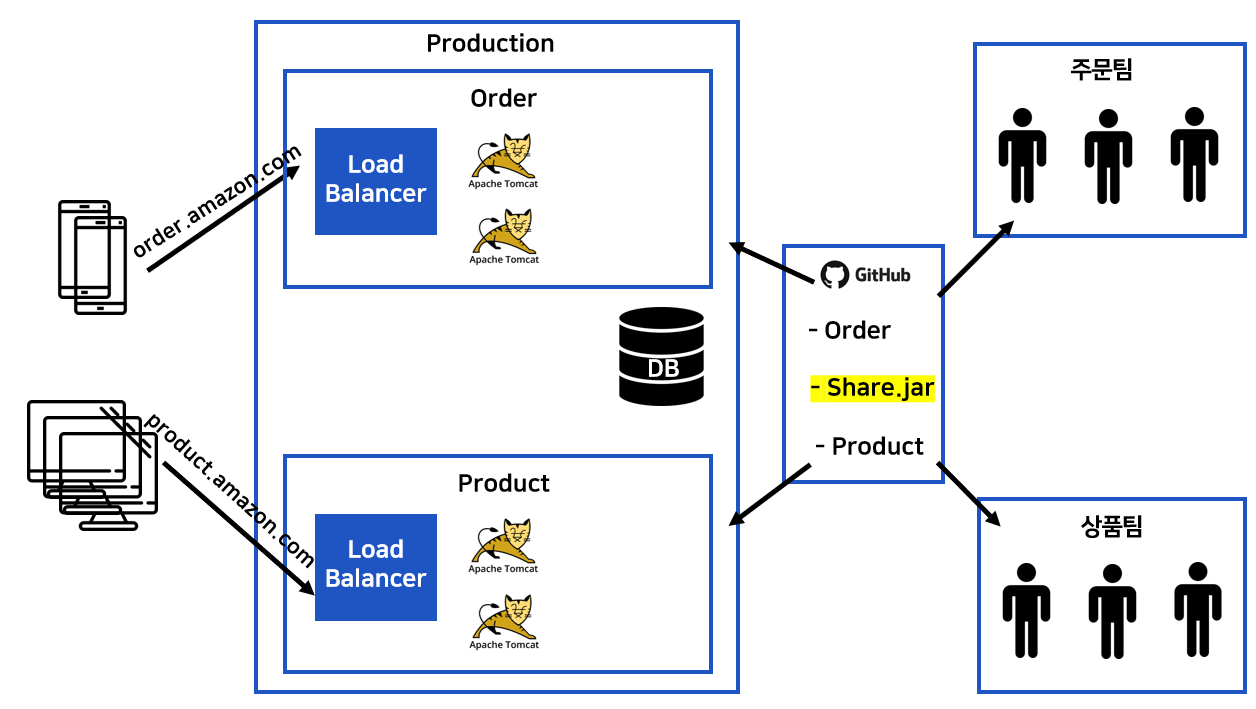 Production
Order
order.amazon.com
Load
Balancer
Apache Tomcat
Apache Tomcat
DB
product.amazon.com
Product
Load
Balancer
Apache Tomcat
Apache Tomcat
GitHub
- Order
- Share.jar
- Product
주문팀
상품팀